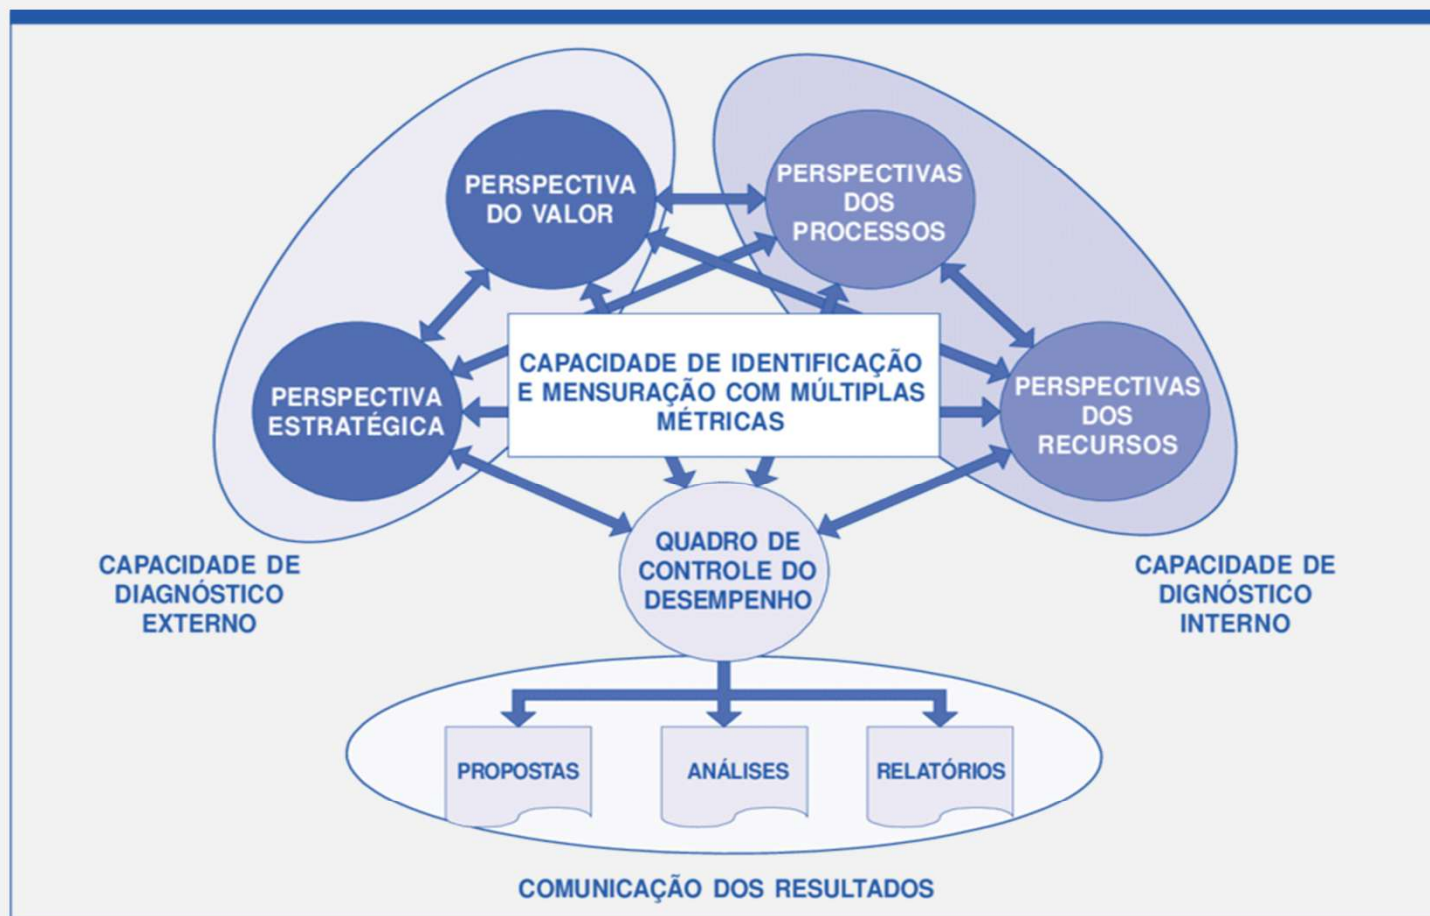 PERSPECTIVA
DO VALOR
PERSPECTIVAS
DOS
PROCESSOS
CAPACIDADE DE IDENTIFICAÇÃO
E MENSURAÇÃO COM MÚLTIPLAS
MÉTRICAS
PERSPECTIVA
ESTRATÉGICA
PERSPECTIVAS
DOS
RECURSOS
QUADRO DE
CONTROLE DO
DESEMPENHO
CAPACIDADE DE
DIAGNÓSTICO
EXTERNO
CAPACIDADE DE
DIGNÓSTICO
INTERNO
PROPOSTAS
ANÁLISES
RELATÓRIOS
COMUNICAÇÃO DOS RESULTADOS